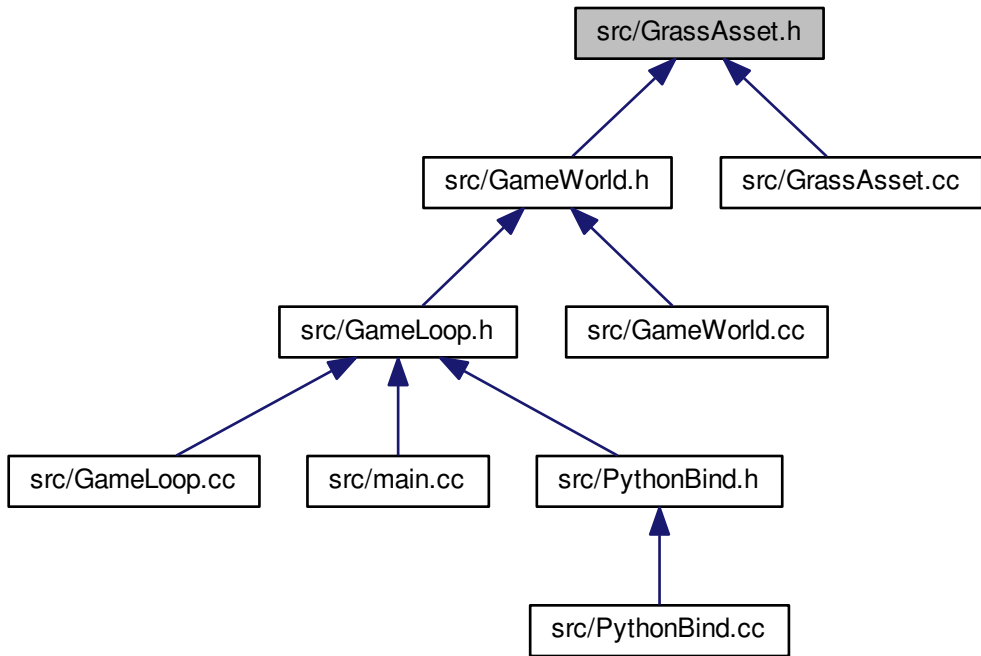 src/GrassAsset.h
src/GameWorld.h
src/GrassAsset.cc
src/GameLoop.h
src/GameWorld.cc
src/GameLoop.cc
src/main.cc
src/PythonBind.h
src/PythonBind.cc